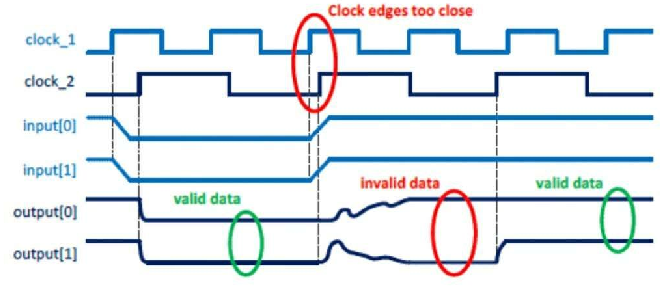 Clock edges too close
clock_1
clock_2
input[0]
input[1]
valid data
invalid data
valid data
output[0]
output[1]